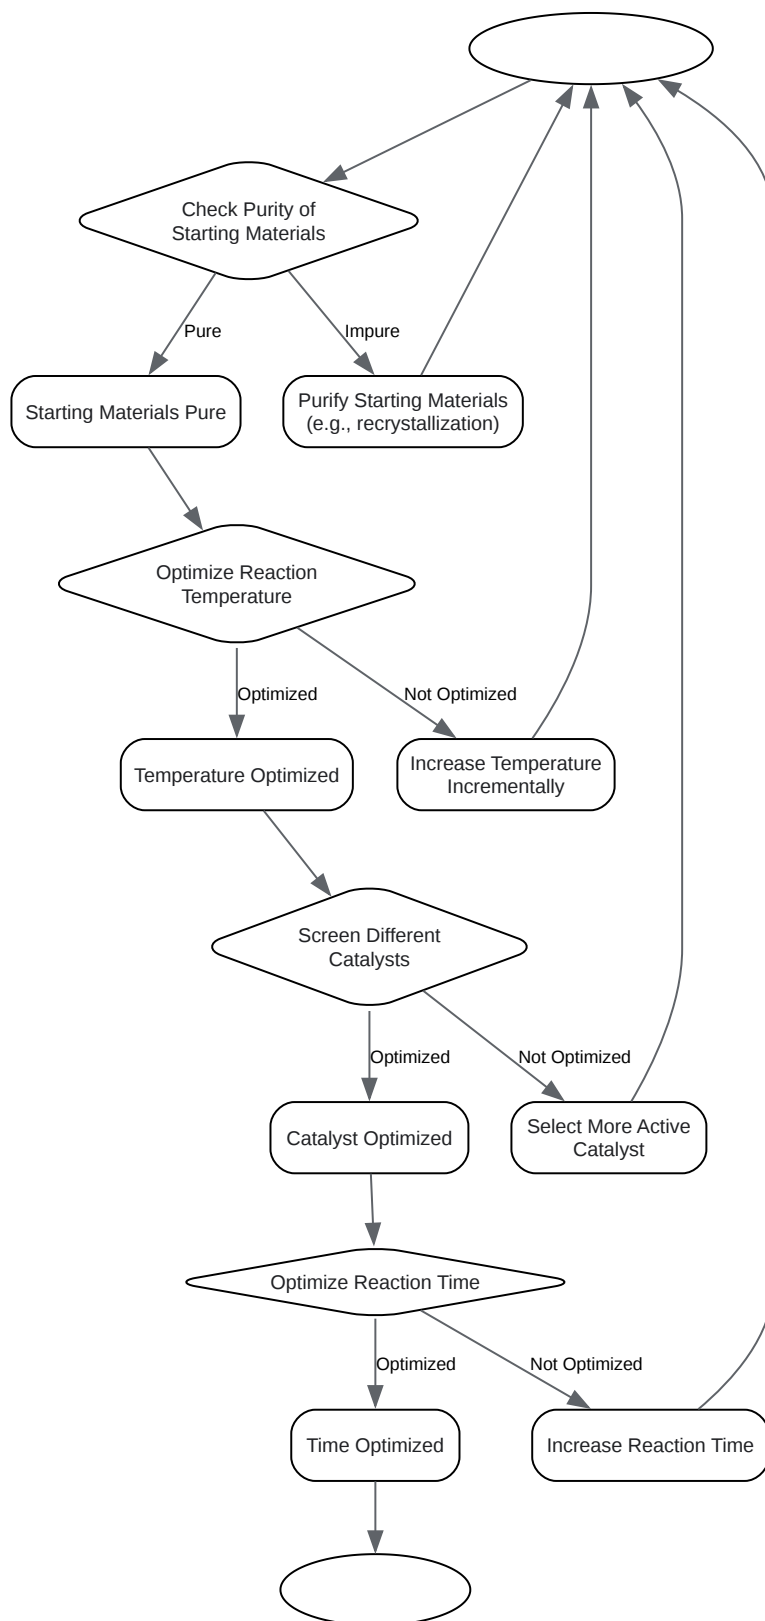 Check Purity of
Starting Materials
Pure
Impure
Starting Materials Pure
Purify Starting Materials
(e.g., recrystallization)
Optimize Reaction
Temperature
Optimized
Not Optimized
Temperature Optimized
Increase Temperature
Incrementally
Screen Different
Catalysts
Optimized
Not Optimized
Catalyst Optimized
Select More Active
Catalyst
Optimize Reaction Time
Optimized
Not Optimized
Time Optimized
Increase Reaction Time